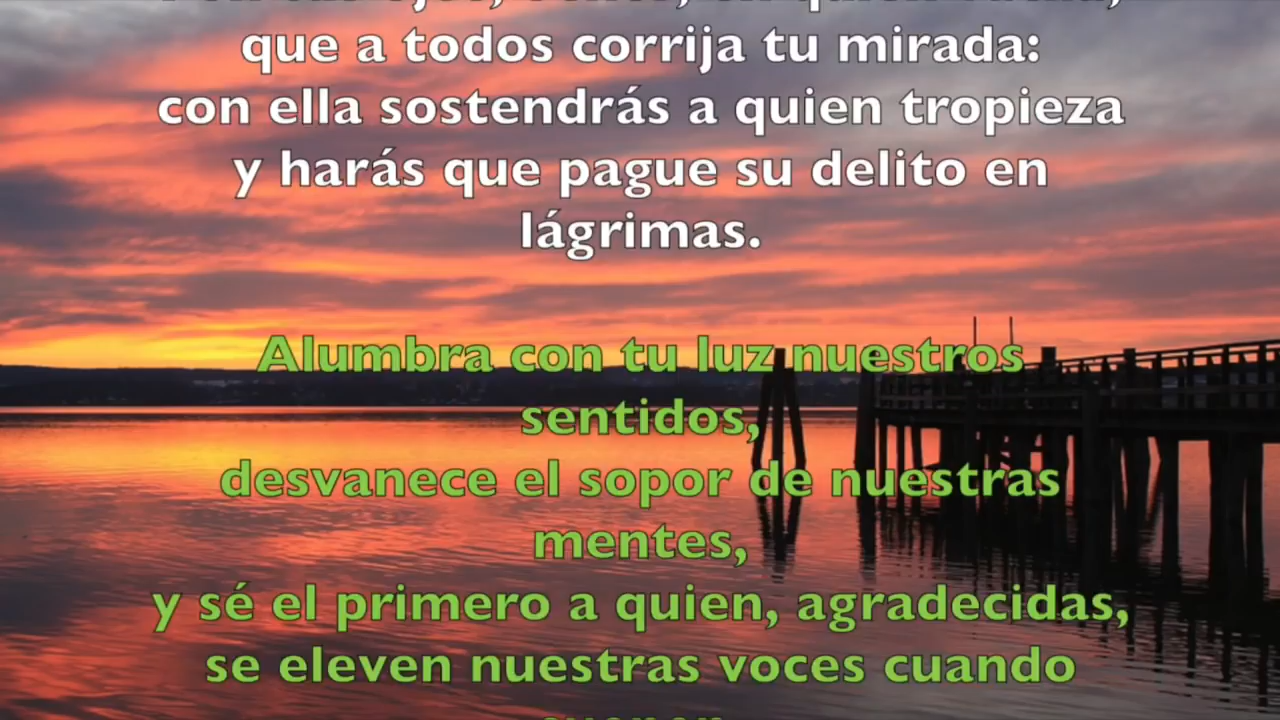 que a todos corrija tu mirada:
con ella sostendrás a quien tropieza
y harás que pague su delito en
lágrimas.
Alumbra con tu luz nuestros
sentidos,
desvanece el sopor de nuestras
mentes,
y sé el primero a quien, agradecidas,
se eleven nuestras voces cuando